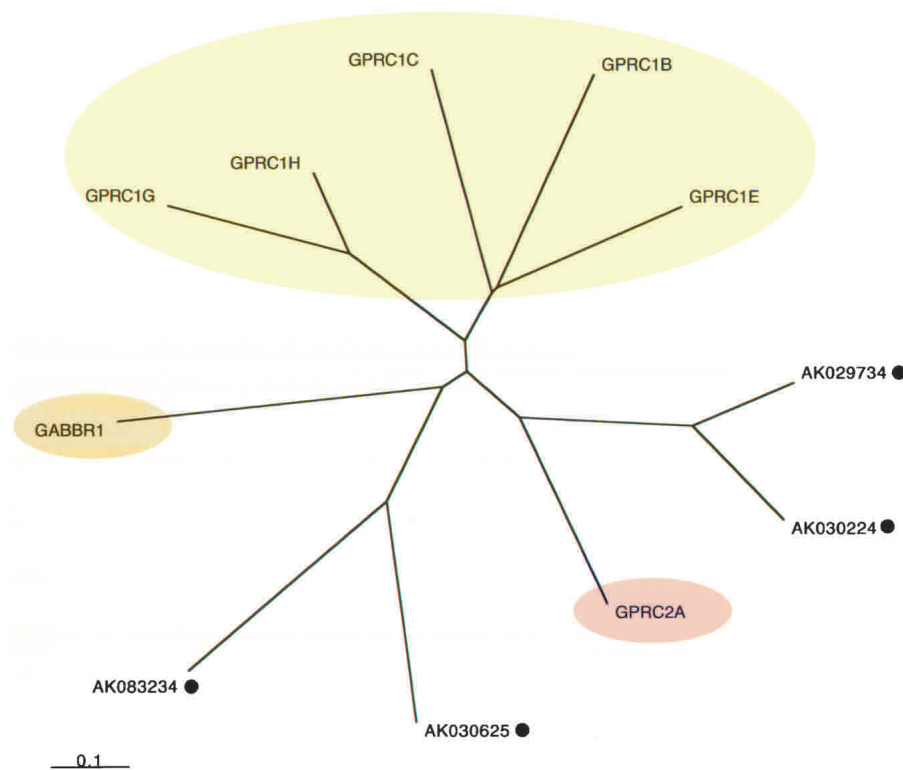 GPRC1C
GPRC1B
GPRC1H
GPRC1G
GPRC1E
AK029734
GABBR1
AK030224
GPRC2A
AK083234
AK030625
0.1